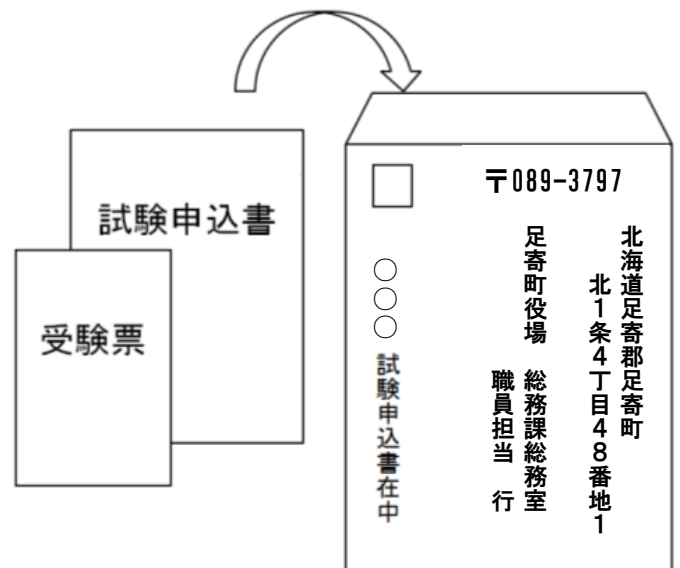 試験申込書
受験票
〒089-3797
北海道足寄郡足寄町
北1条4丁目48番地1
足寄町役場 総務課総務室
職員担当 行
○○○ 試験申込書在中